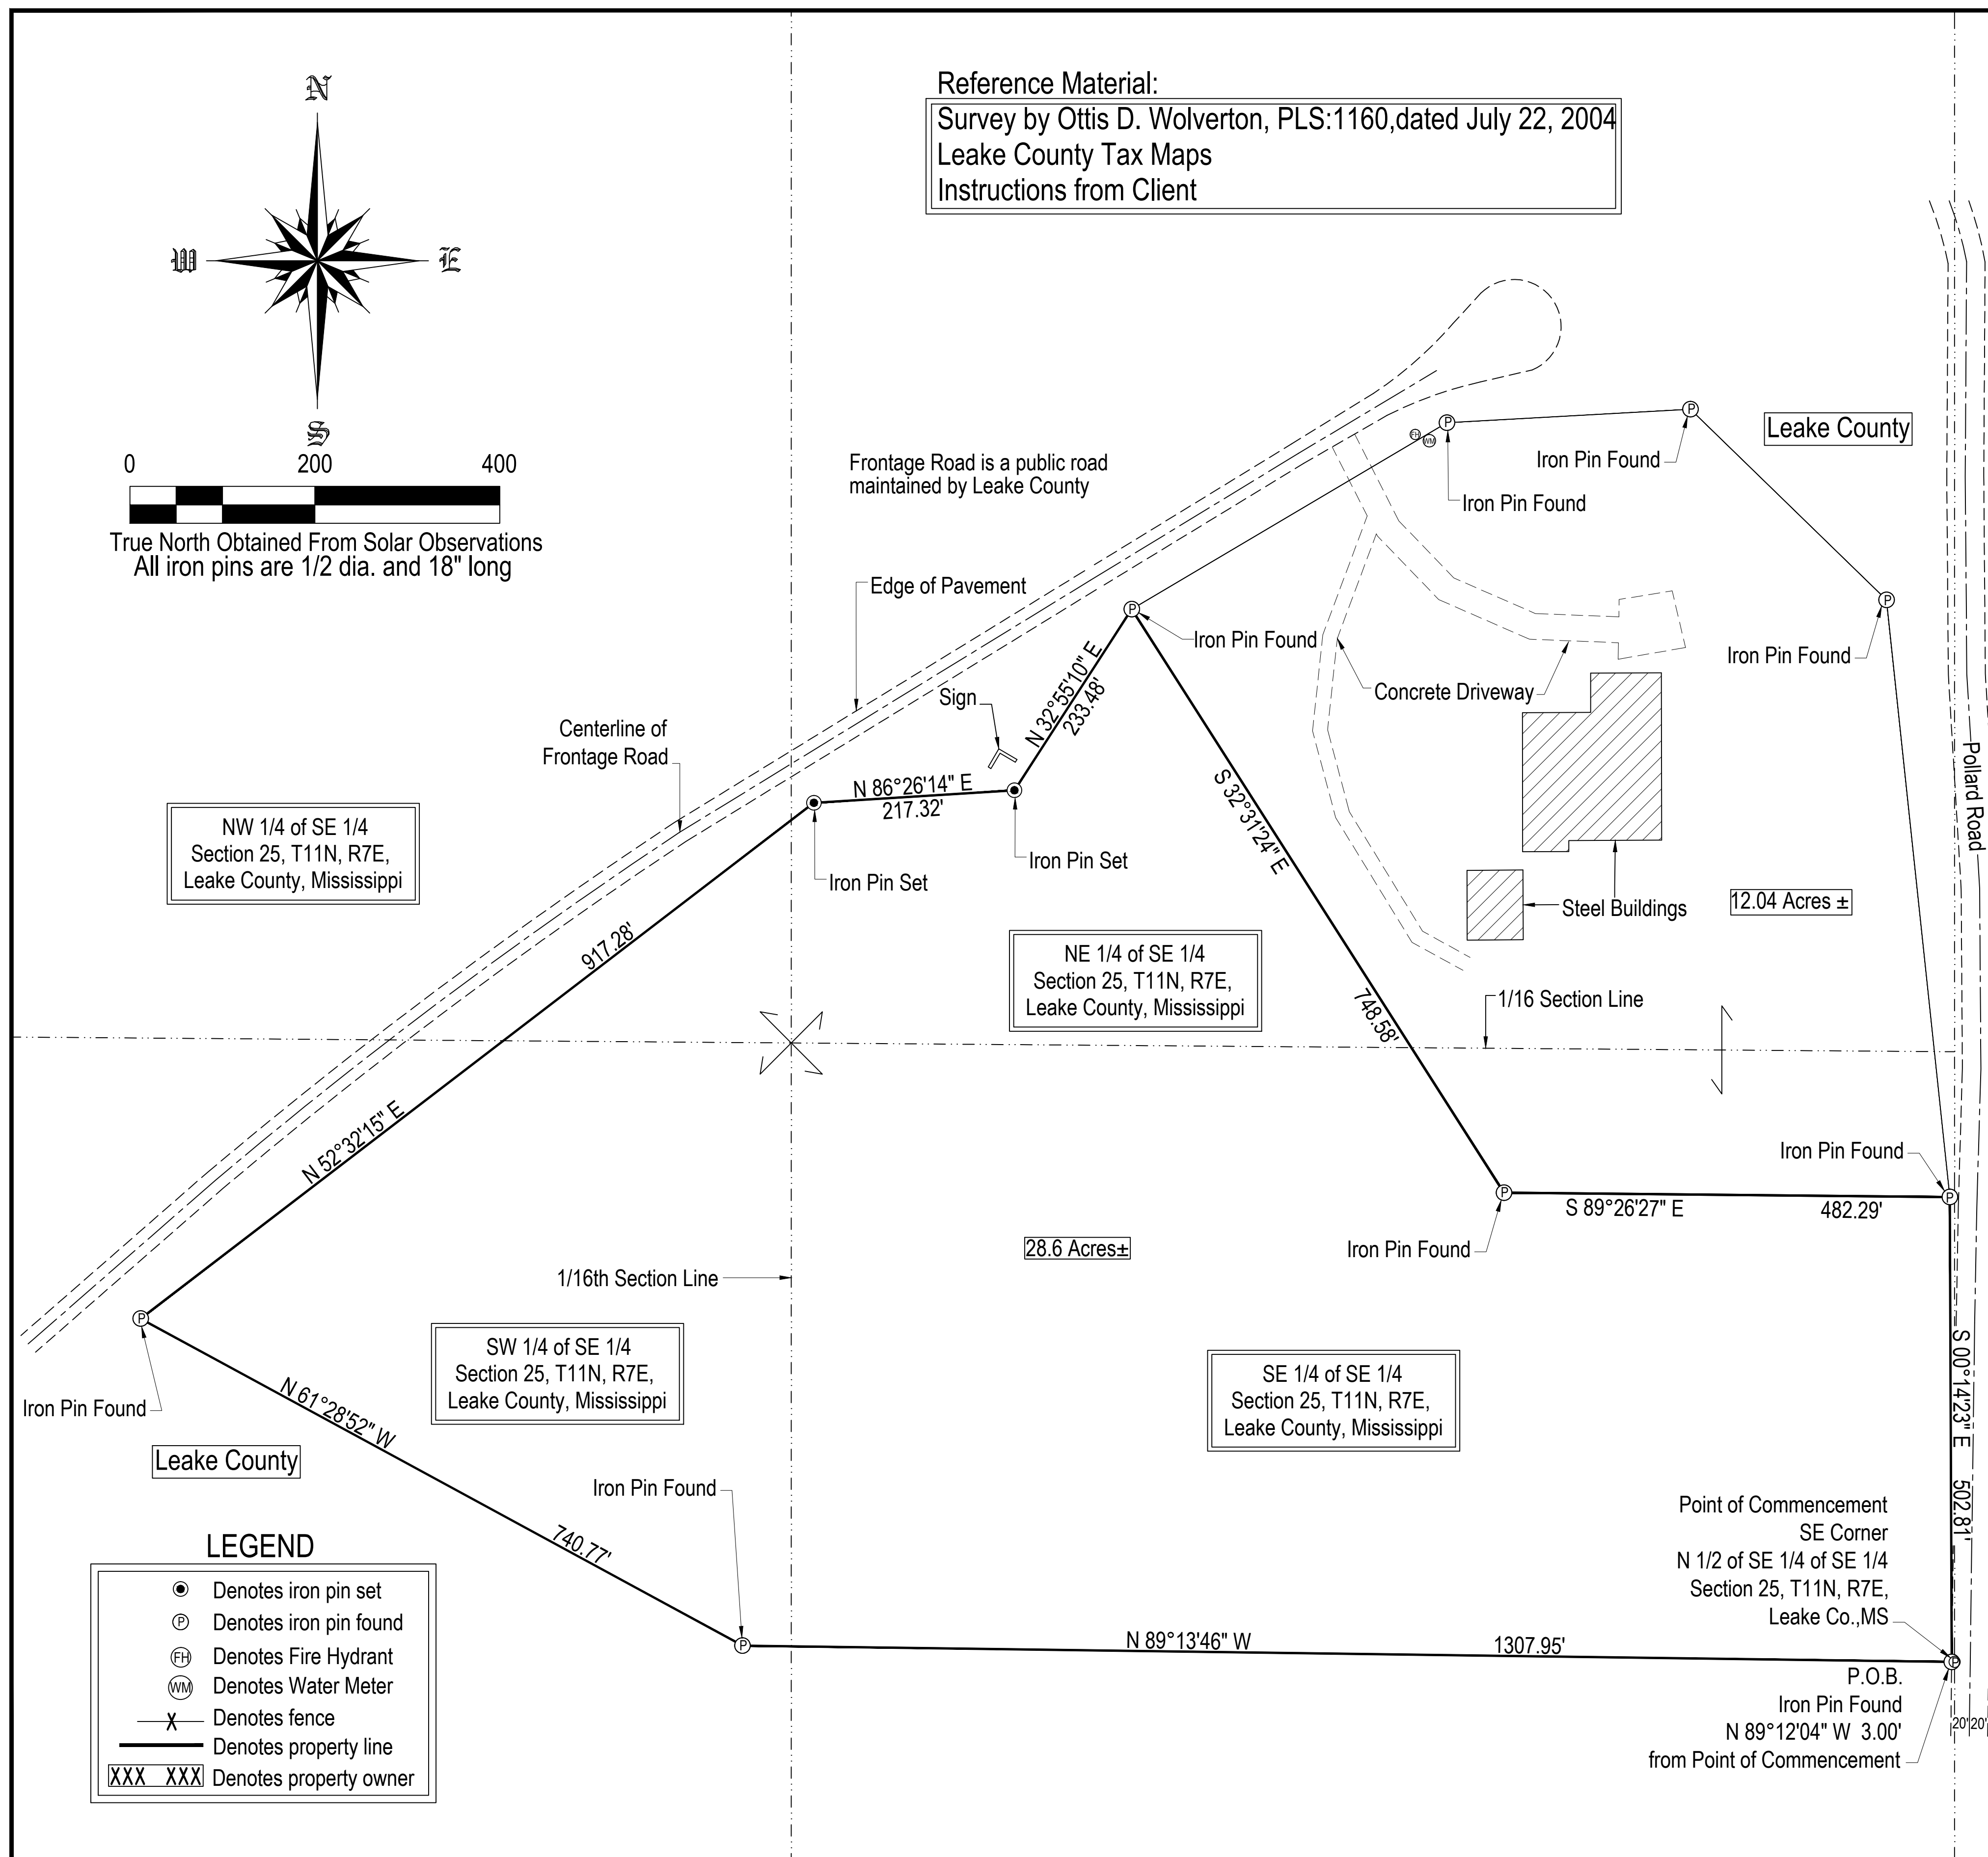 Reference Material:
Survey by Ottis D. Wolverton, PLS:1160,dated July 22, 2004
Leake County Tax Maps
Instructions from Client
N
W
E
S
0 200 400
True North Obtained From Solar Observations
All iron pins are 1/2 dia. and 18" long
Frontage Road is a public road
maintained by Leake County
Leake County
FH
WM
P
P
Iron Pin Found
Iron Pin Found
Edge of Pavement
P
Iron Pin Found
P
Iron Pin Found
Concrete Driveway
Sign
N 32°55'10" E
233.48'
Centerline of
Frontage Road
Pollard Road
N 86°26'14" E
217.32'
S 32°31'24" E
748.58'
Iron Pin Set
Iron Pin Set
NW 1/4 of SE 1/4
Section 25, T11N, R7E,
Leake County, Mississippi
Steel Buildings
12.04 Acres ±
917.28'
N 52°32'15" E
NE 1/4 of SE 1/4
Section 25, T11N, R7E,
Leake County, Mississippi
1/16 Section Line
Iron Pin Found
P
P
S 89°26'27" E
482.29'
Iron Pin Found
28.6 Acres±
1/16th Section Line
P
Iron Pin Found
SW 1/4 of SE 1/4
Section 25, T11N, R7E,
Leake County, Mississippi
SE 1/4 of SE 1/4
Section 25, T11N, R7E,
Leake County, Mississippi
S 00°14'23" E
502.81'
N 61°28'52" W
740.77'
Leake County
Iron Pin Found
P
N 89°13'46" W
1307.95'
Point of Commencement
SE Corner
N 1/2 of SE 1/4 of SE 1/4
Section 25, T11N, R7E,
Leake Co.,MS
P
P.O.B.
Iron Pin Found
N 89°12'04" W 3.00'
from Point of Commencement
20' 20'
LEGEND
Denotes iron pin set
P Denotes iron pin found
FH Denotes Fire Hydrant
WM Denotes Water Meter
X Denotes fence
Denotes property line
XXX XXX Denotes property owner